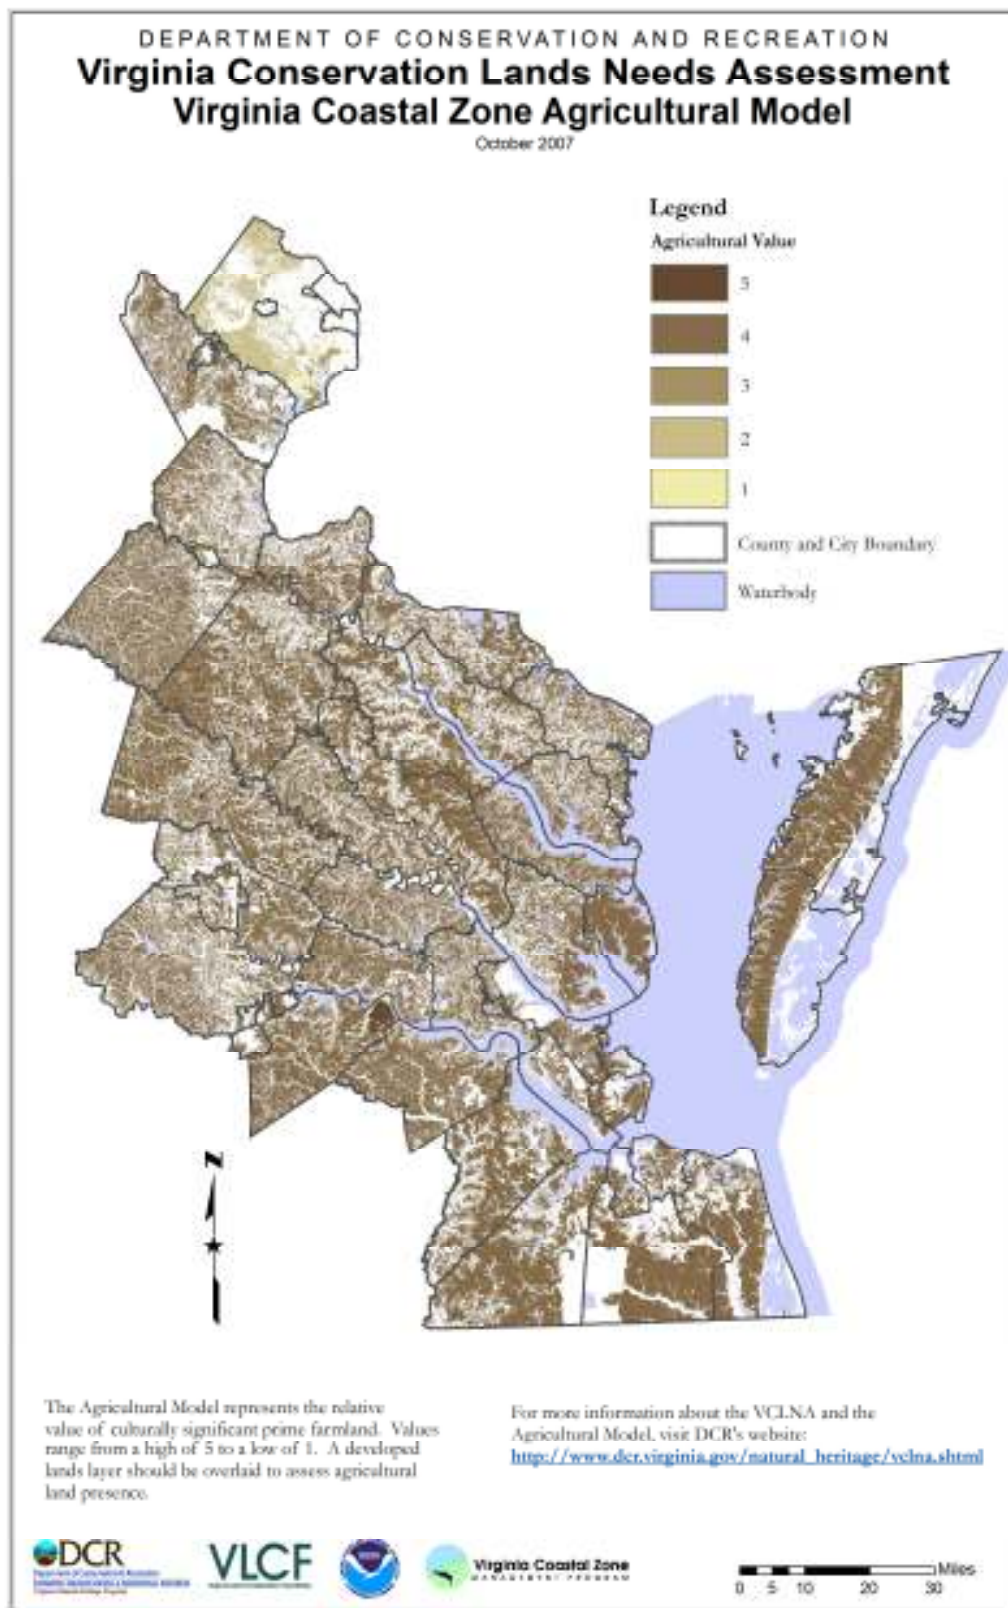 DEPARTMENT OF CONSERVATION AND RECREATION
Virginia Conservation Lands Needs Assessment
Virginia Coastal Zone Agricultural Model
October 2007
Legend
Agricultural Value
5
4
3
2
1
County and City Boundary
Waterbody
N
The Agricultural Model represents the relative
value of culturally significant prime farmland. Values
range from a high of 5 to a low of 1. A developed
lands layer should be overlaid to assess agricultural
land presence.
For more information about the VCLNA and the
Agricultural Model, visit DCR's website:
http://www.dcr.virginia.gov/natural_heritage/vclna.shtml
DCR
VLCF
Virginia Coastal Zone
MANAGEMENT PROGRAM
Miles
0 5 10 20 30